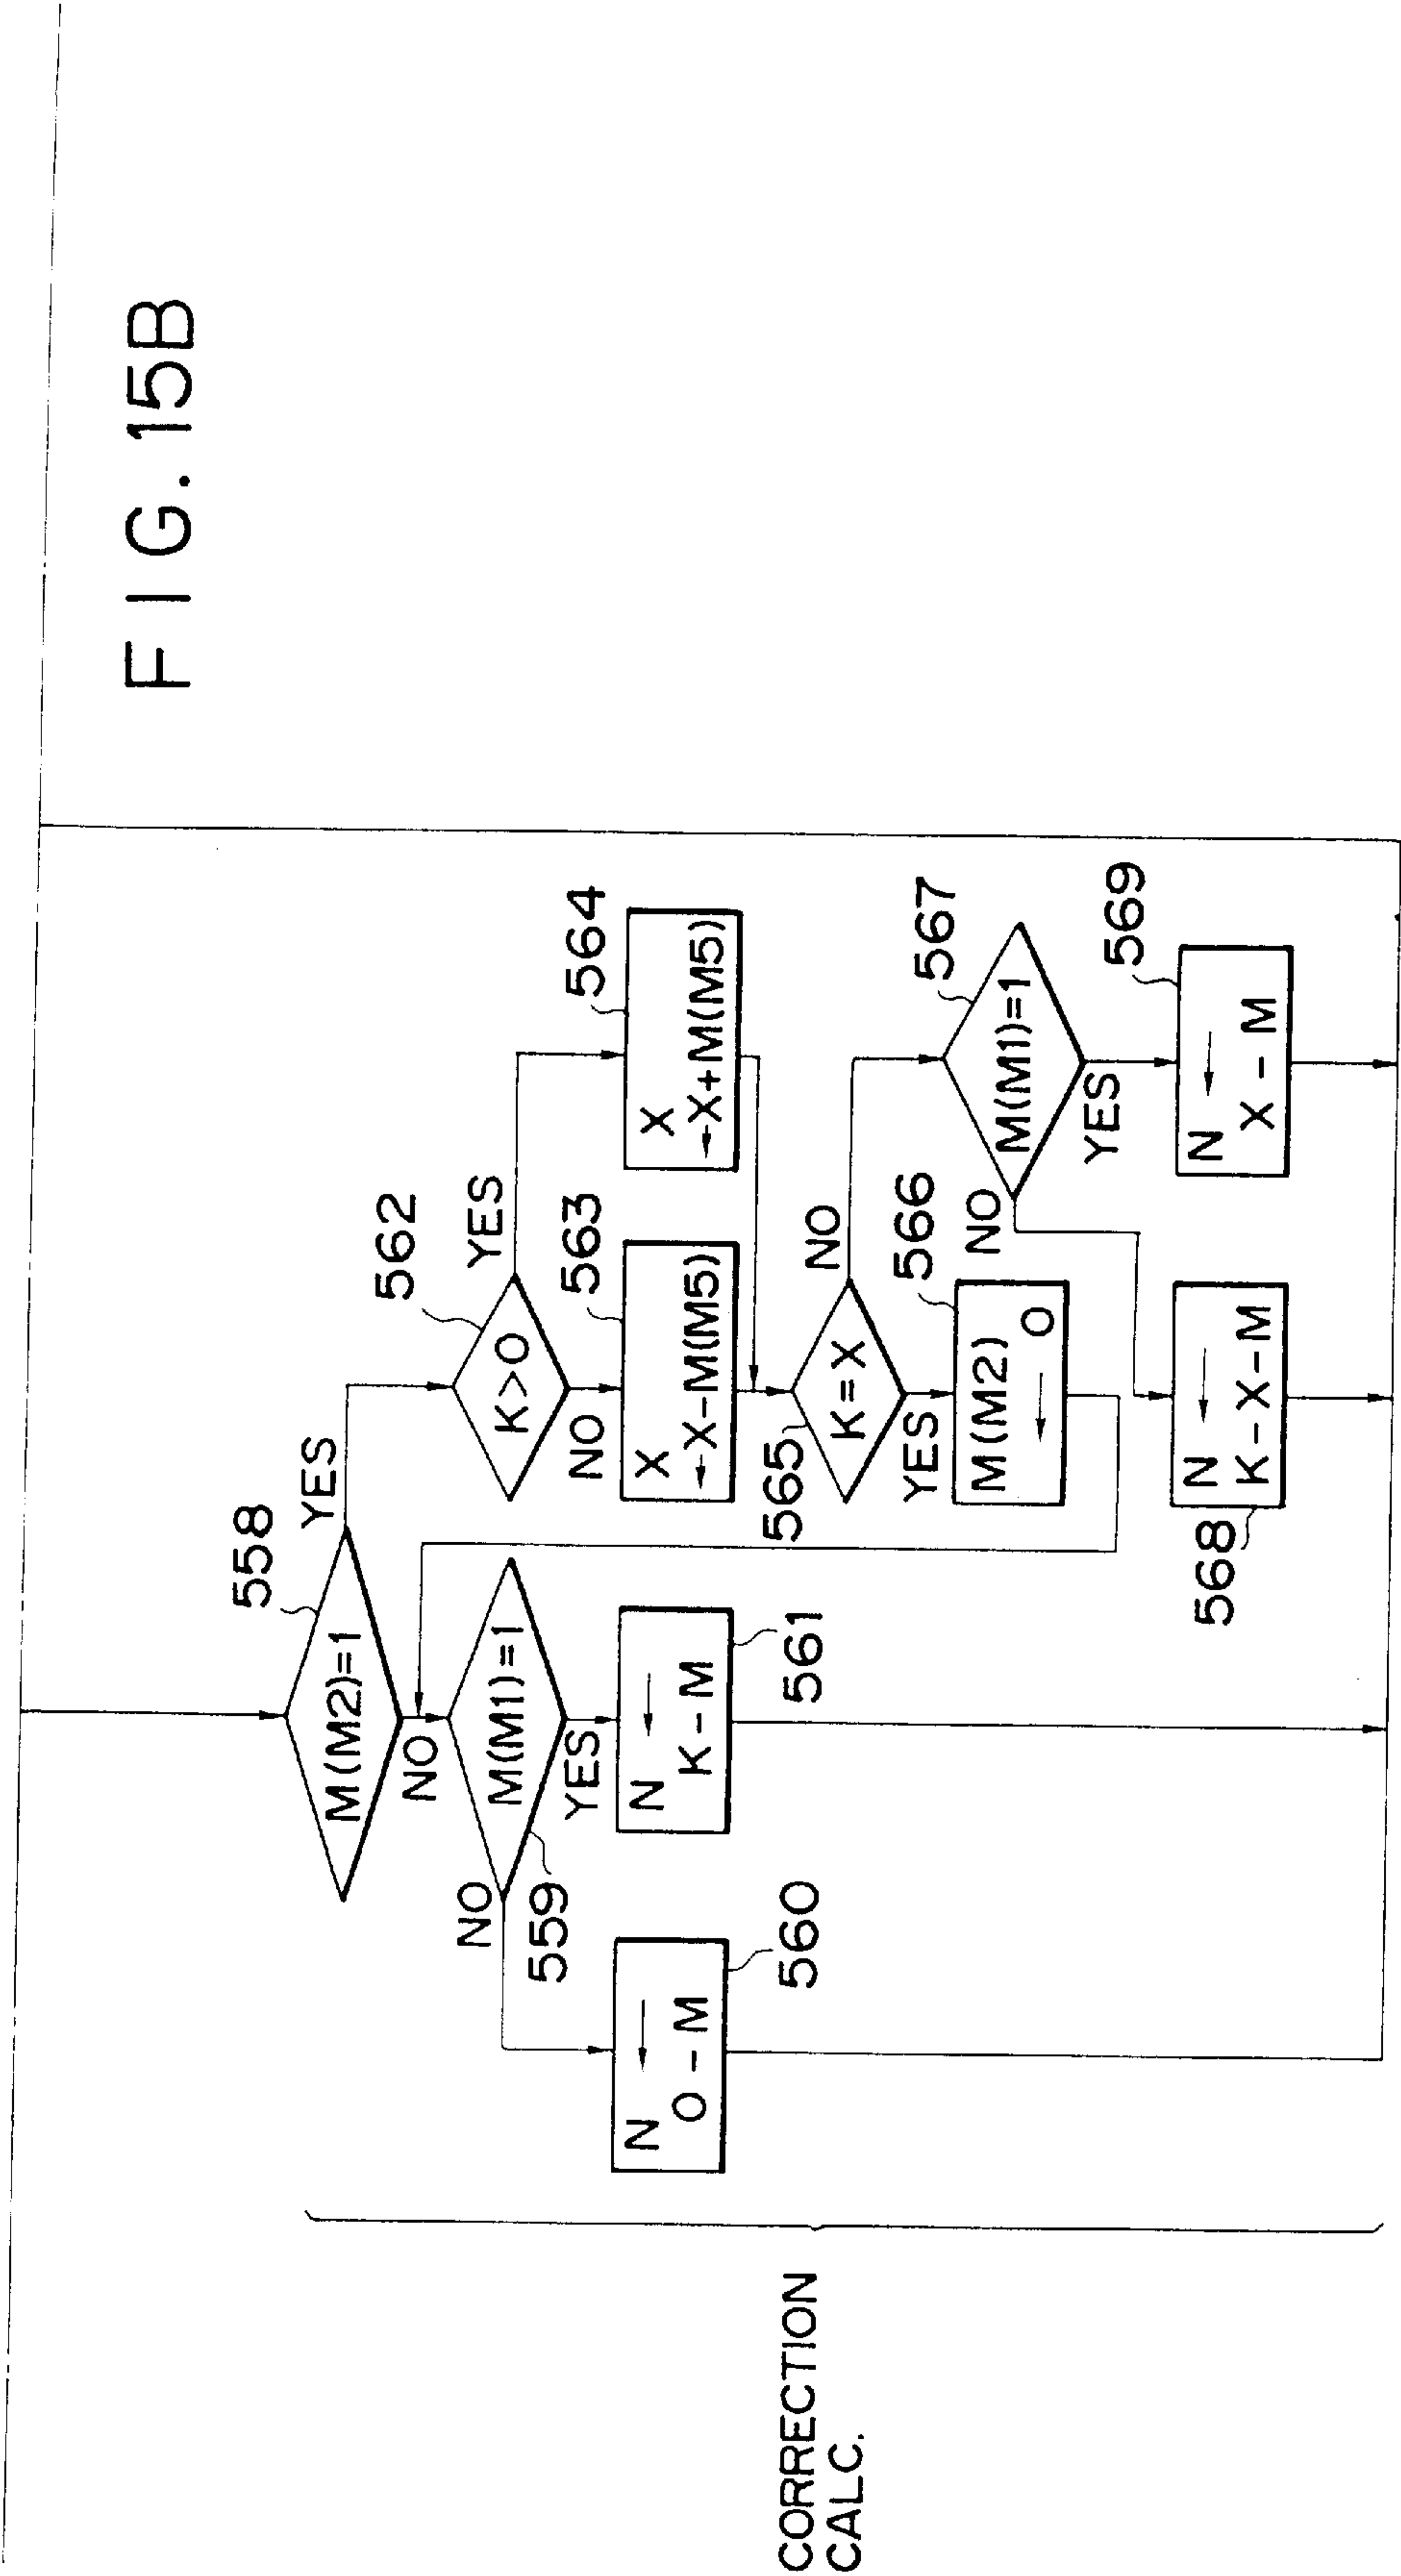 FIG. 15B
558
M(M2)=1
YES
NO
562
K>0
YES
NO
559
M(M1)=1
NO
YES
564
X
←X+M(M5)
563
X
←X-M(M5)
561
N ←
K-M
560
N ←
O-M
565
K=X
NO
YES
567
M(M1)=1
NO
YES
566
M(M2)
← O
569
N ←
X-M
568
N ←
K-X-M
CORRECTION
CALC.